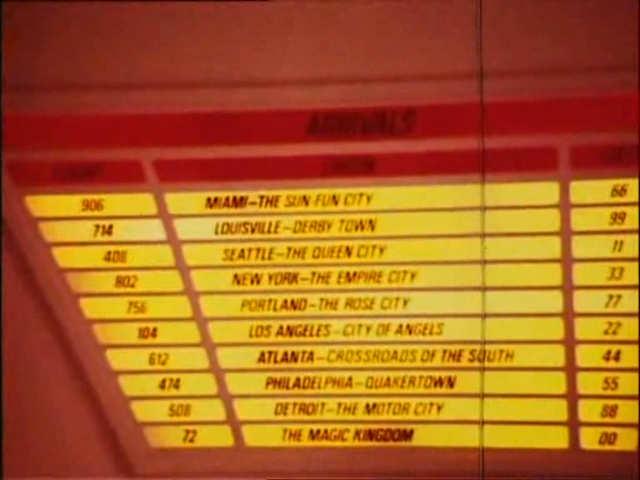 ARRIVALS
906 MIAMI–THE SUN FUN CITY 66
714 LOUISVILLE–DERBY TOWN 99
408 SEATTLE–THE QUEEN CITY 11
802 NEW YORK–THE EMPIRE CITY 33
756 PORTLAND–THE ROSE CITY 77
104 LOS ANGELES–CITY OF ANGELS 22
612 ATLANTA–CROSSROADS OF THE SOUTH 44
474 PHILADELPHIA–QUAKERTOWN 55
508 DETROIT–THE MOTOR CITY 88
72 THE MAGIC KINGDOM 00